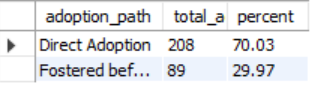 adoption_path total_a percent
Direct Adoption 208 70.03
Fostered bef... 89 29.97